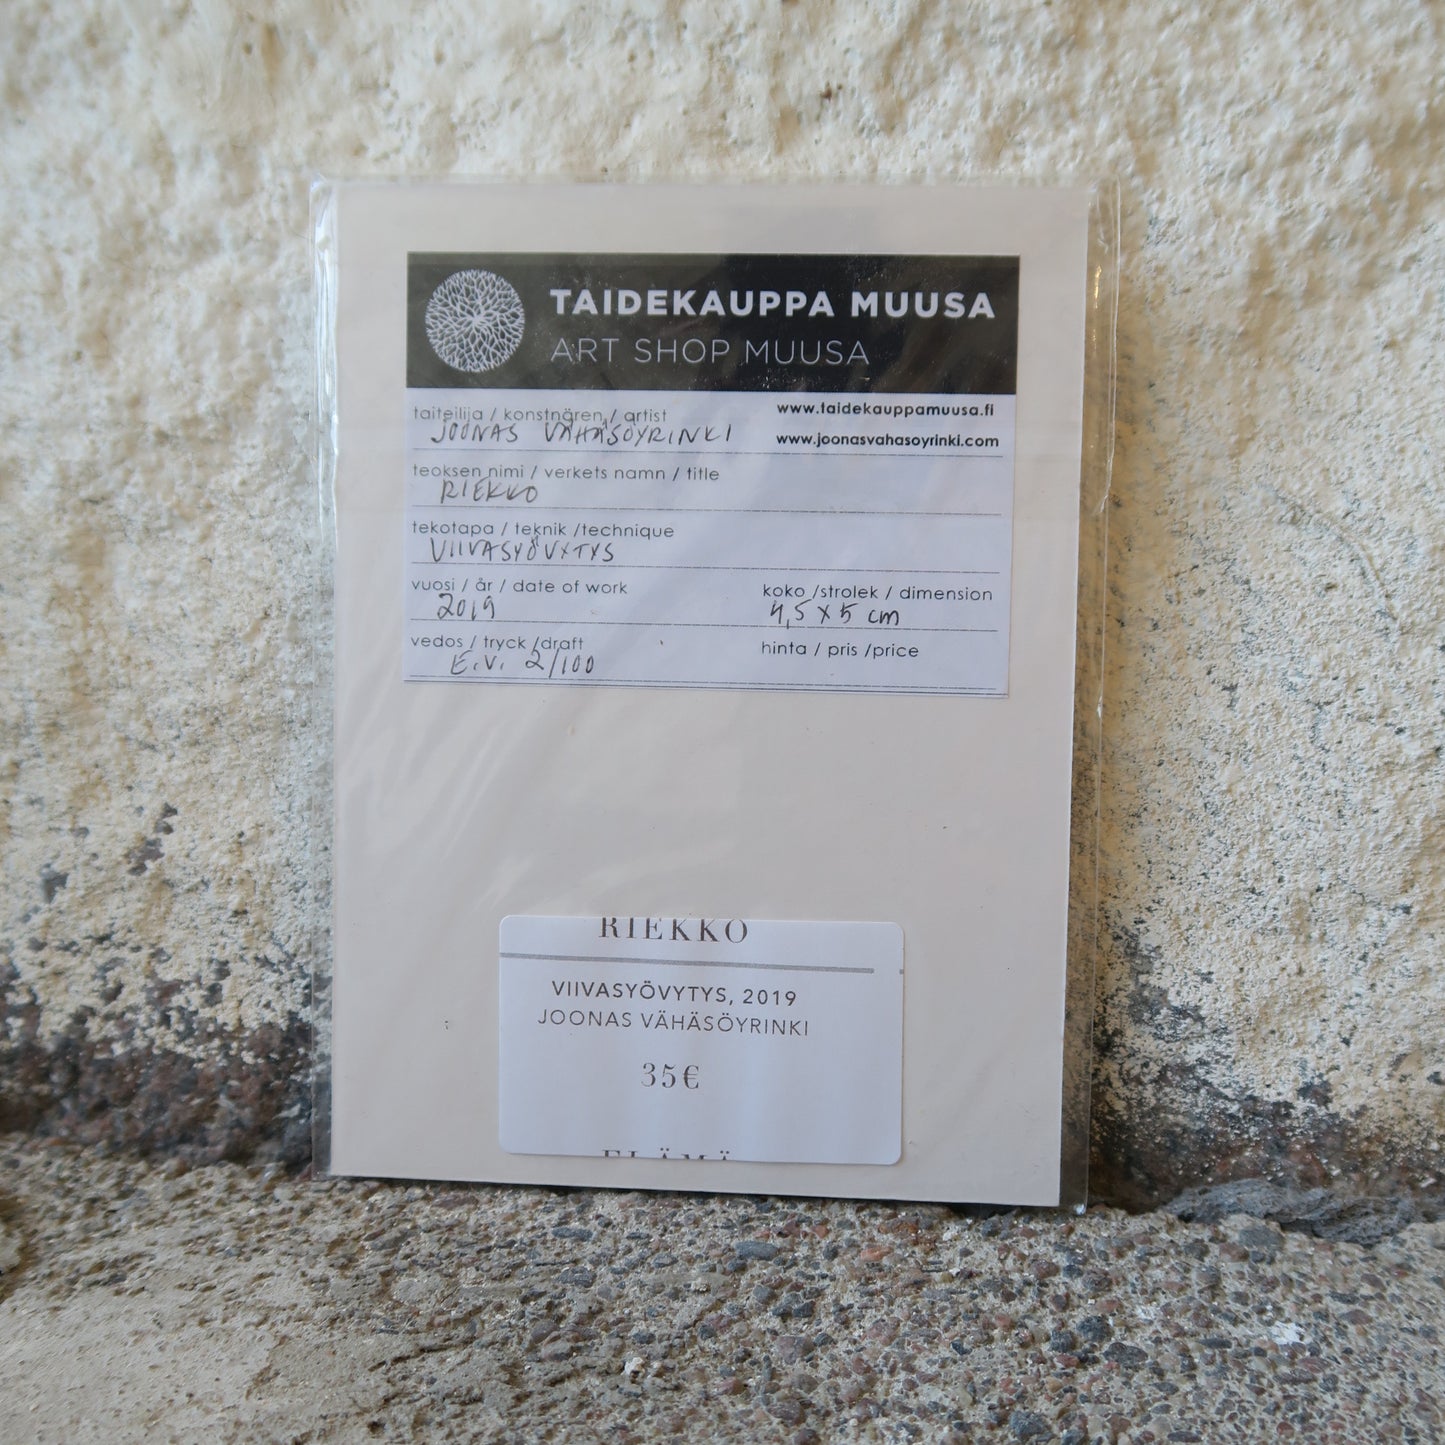 TAIDEKAUPPA MUUSA
ART SHOP MUUSA
taiteilija / konstnären / artist
www.taidekauppamuusa.fi
JOONAS VÄHÄSÖYRINKI
www.joonasvahasoyrinki.com
teoksen nimi / verkets namn / title
RIEKKO
tekotapa / teknik /technique
VIIVASYÖVYTYS
vuosi / år / date of work
koko /strolek / dimension
2019
4,5 x 5 cm
vedos / tryck /draft
hinta / pris /price
E.V. 2/100
RIEKKO
VIIVASYÖVYTYS, 2019
JOONAS VÄHÄSÖYRINKI
35€
ELÄMÄ